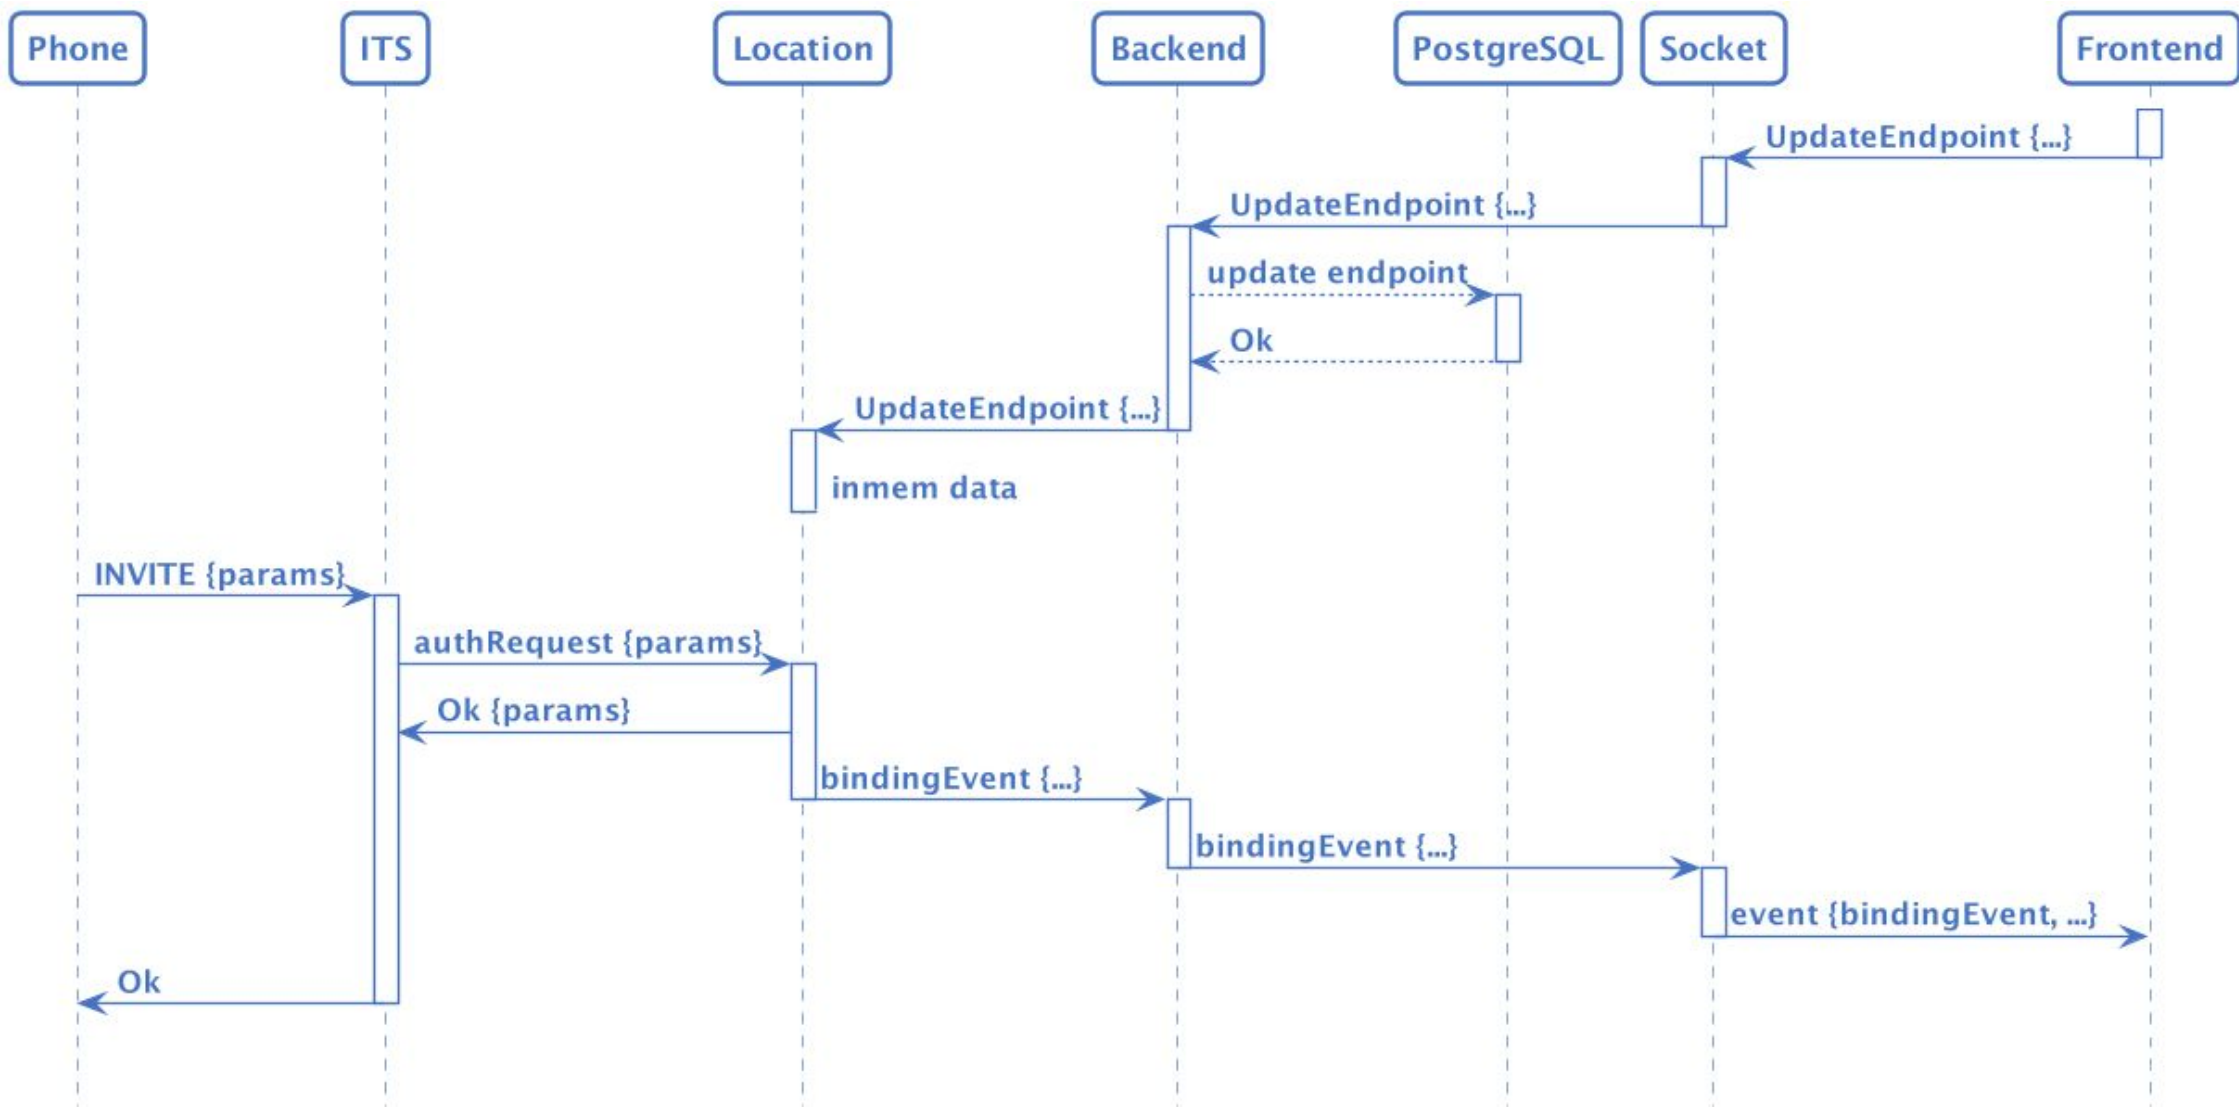 Phone
ITS
Location
Backend
PostgreSQL
Socket
Frontend
UpdateEndpoint {...}
UpdateEndpoint {...}
update endpoint
Ok
UpdateEndpoint {...}
inmem data
INVITE {params}
authRequest {params}
Ok {params}
bindingEvent {...}
bindingEvent {...}
event {bindingEvent, ...}
Ok